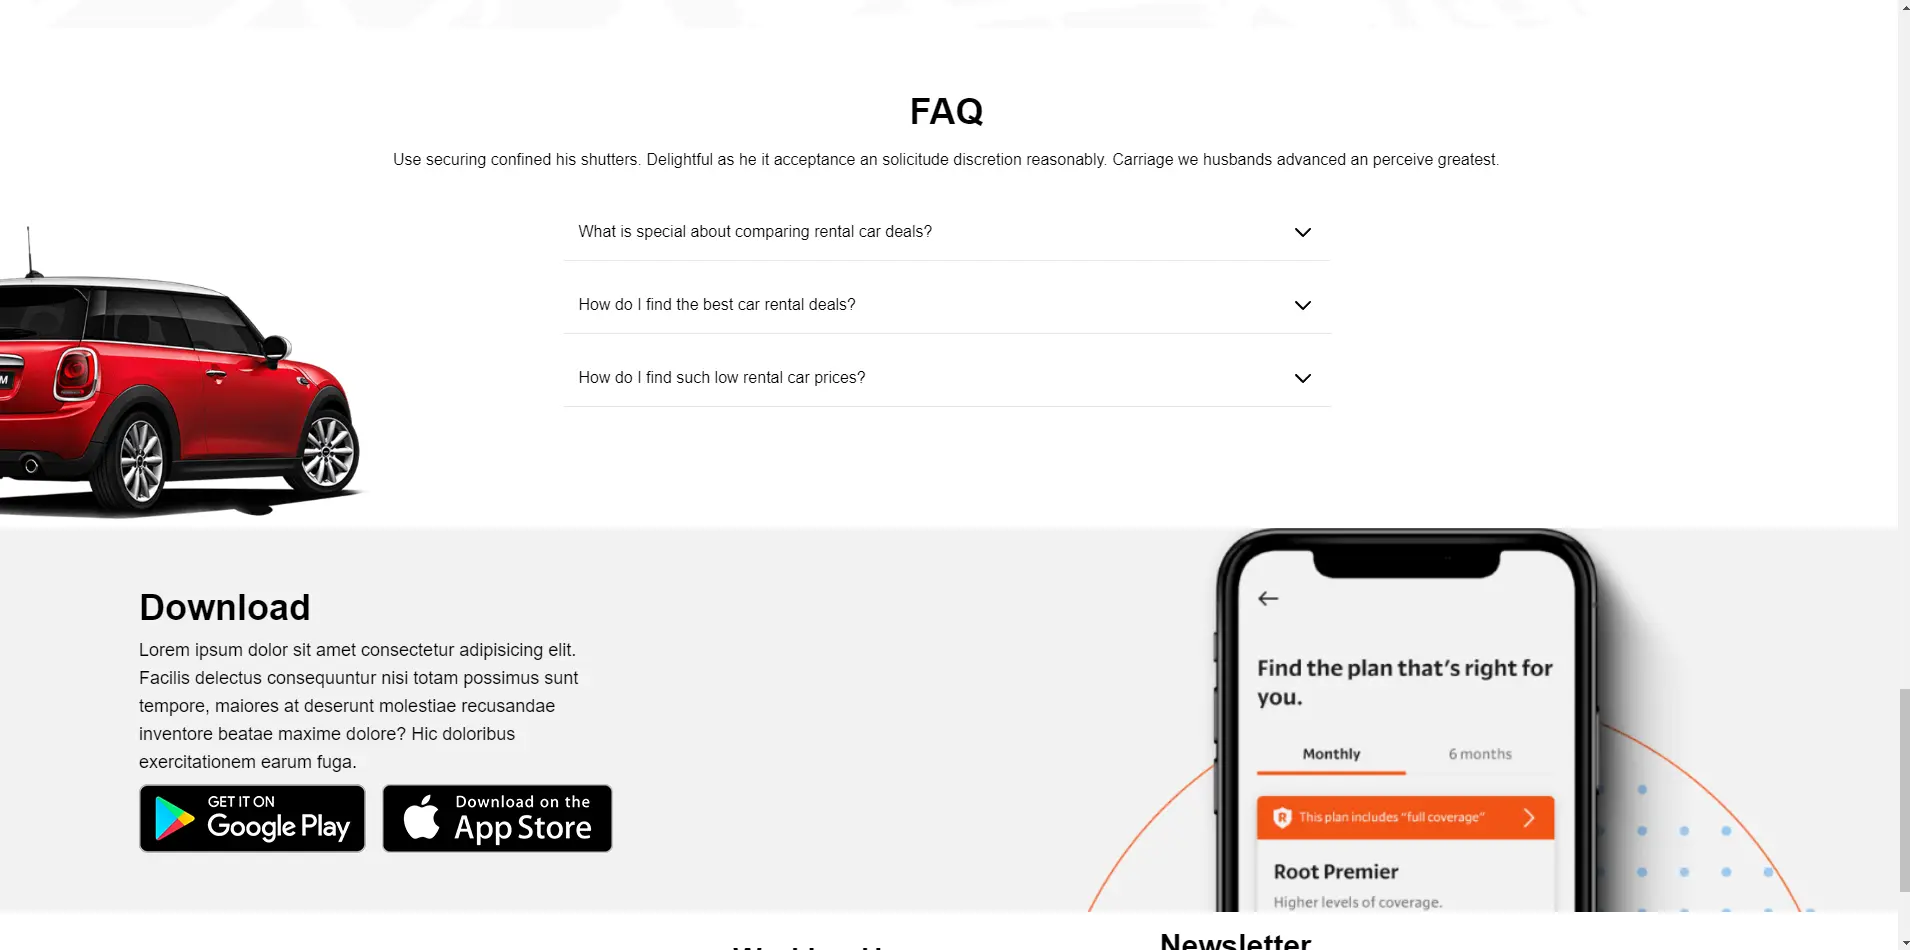 FAQ
Use securing confined his shutters. Delightful as he it acceptance an solicitude discretion reasonably. Carriage we husbands advanced an perceive greatest.
What is special about comparing rental car deals?
How do I find the best car rental deals?
How do I find such low rental car prices?
M
Download
Lorem ipsum dolor sit amet consectetur adipisicing elit.
Facilis delectus consequuntur nisi totam possimus sunt
tempore, maiores at deserunt molestiae recusandae
inventore beatae maxime dolore? Hic doloribus
exercitationem earum fuga.
GET IT ON
Google Play
Download on the
App Store
Find the plan that's right for
you.
Monthly 6 months
R This plan includes "full coverage"
Root Premier
Higher levels of coverage.
Newsletter